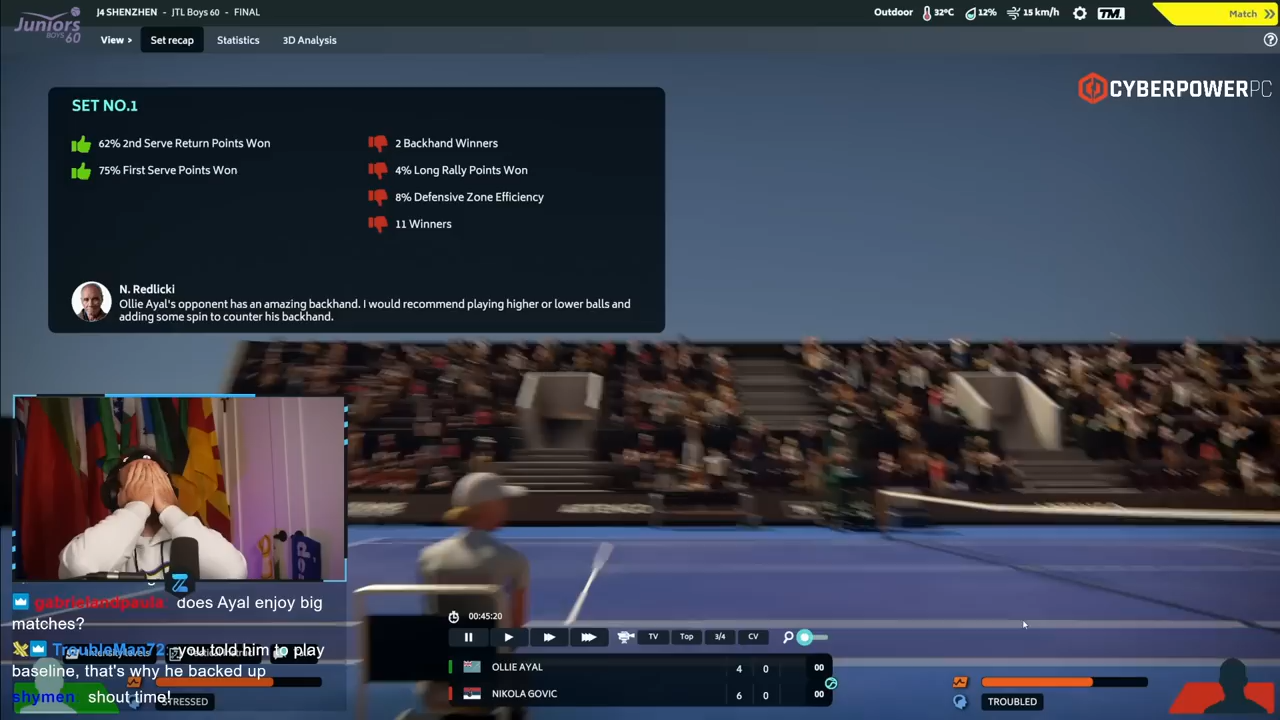 J4 SHENZHEN - JTL Boys 60 - FINAL
Outdoor 32°C 12% 15 km/h TM. Match
Juniors
BOYS 60
View > Set recap Statistics 3D Analysis
CYBERPOWERPC
SET NO.1
62% 2nd Serve Return Points Won
75% First Serve Points Won
2 Backhand Winners
4% Long Rally Points Won
8% Defensive Zone Efficiency
11 Winners
N. Redlicki
Ollie Ayal's opponent has an amazing backhand. I would recommend playing higher or lower balls and
adding some spin to counter his backhand.
gabrielandpaula does Ayal enjoy big
matches?
TroubleMan72: you told him to play
baseline, that's why he backed up
shymen: shout time!
STRESSED
00:45:20
TV Top 3/4 CV
OLLIE AYAL 4 0 00
NIKOLA GOVIC 6 0 00
TROUBLED